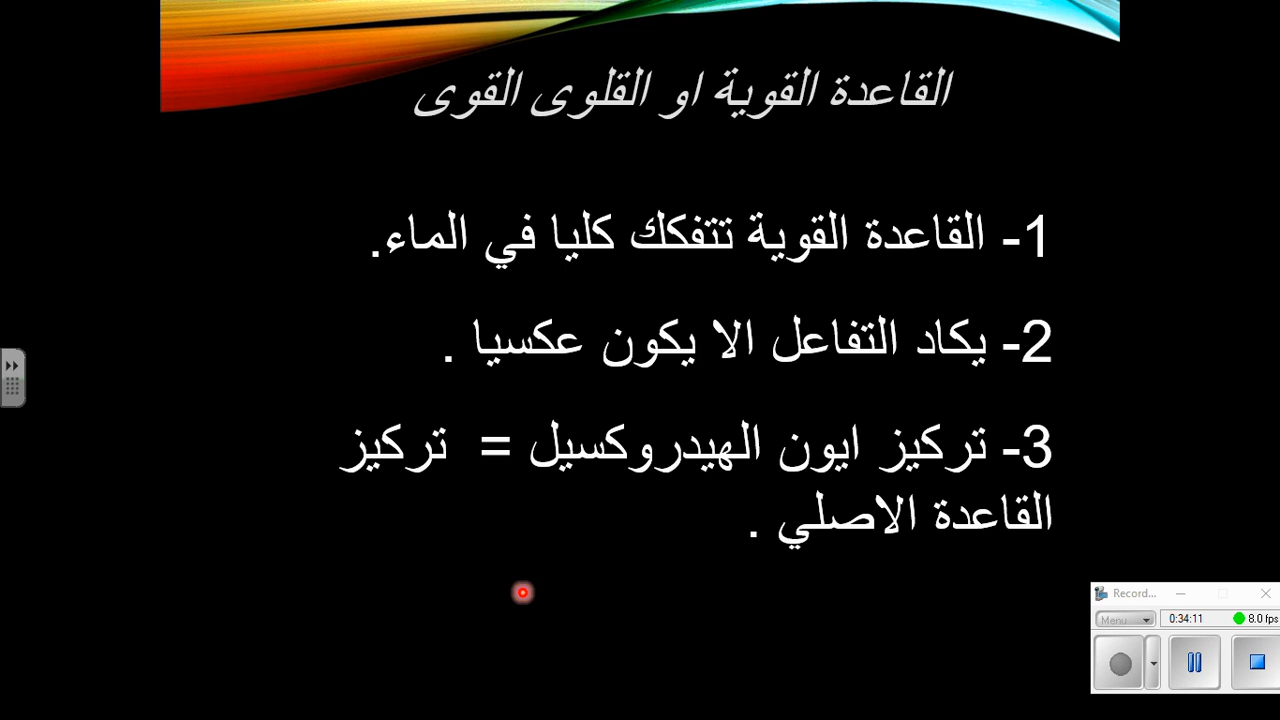 القاعدة القوية او القلوى القوى
1- القاعدة القوية تتفكك كليا في الماء.
2- يكاد التفاعل الا يكون عكسيا .
3- تركيز ايون الهيدروكسيل = تركيز
القاعدة الاصلي .
Record...
Menu
0:34:11 8.0 fps